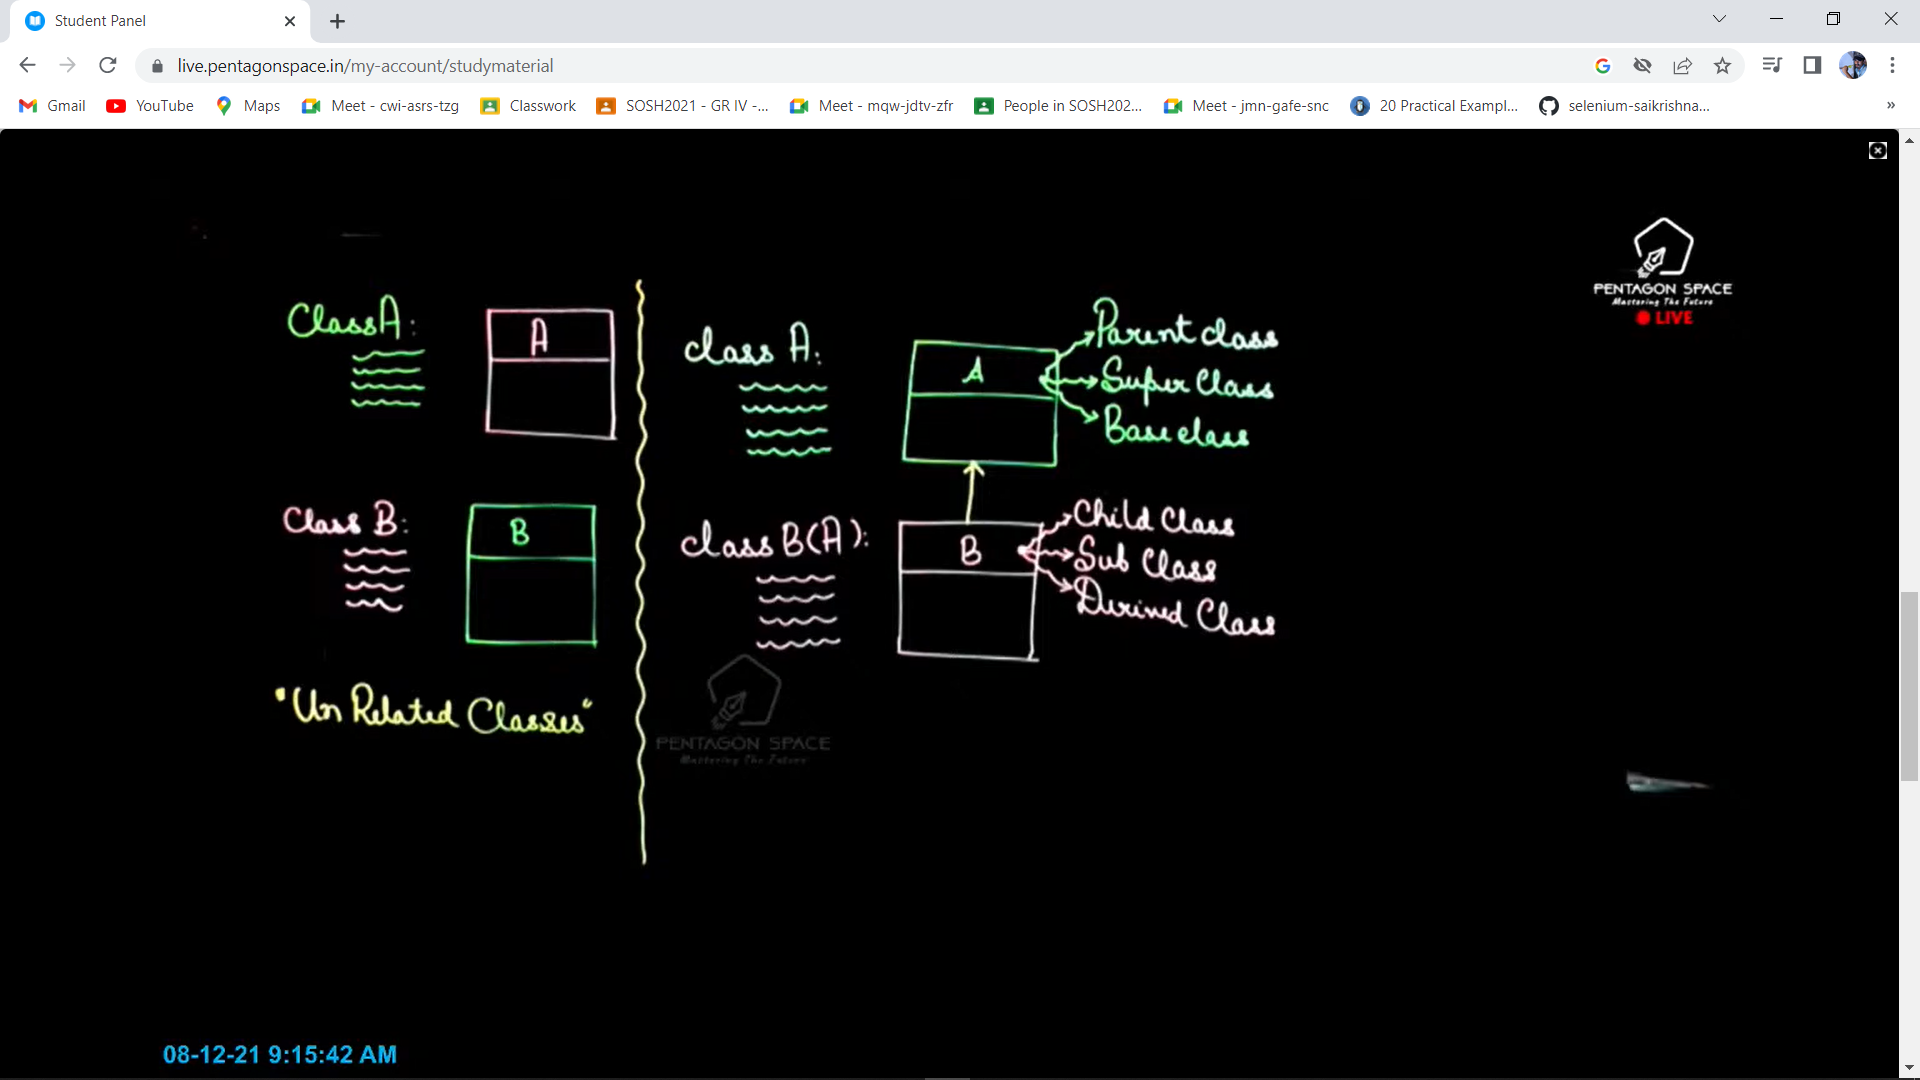 Student Panel
live.pentagonspace.in/my-account/studymaterial
Gmail YouTube Maps Meet - cwi-asrs-tzg Classwork SOSH2021 - GR IV -... Meet - mqw-jdtv-zfr People in SOSH202... Meet - jmn-gafe-snc 20 Practical Exampl... selenium-saikrishna... »
PENTAGON SPACE
Mastering The Future
LIVE
Class A:
A
Class B:
B
"Un Related Classes"
class A:
A
Parent class
Super Class
Base class
class B(A):
B
Child Class
Sub Class
Derived Class
PENTAGON SPACE
Mastering The Future
08-12-21 9:15:42 AM